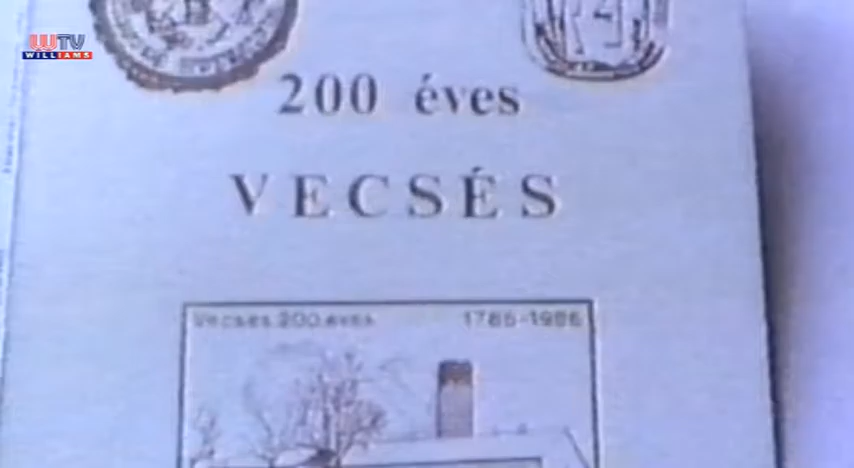 WTV
WILLIAMS
200 éves
VECSÉS
Vecsés 200 éves 1786-1986